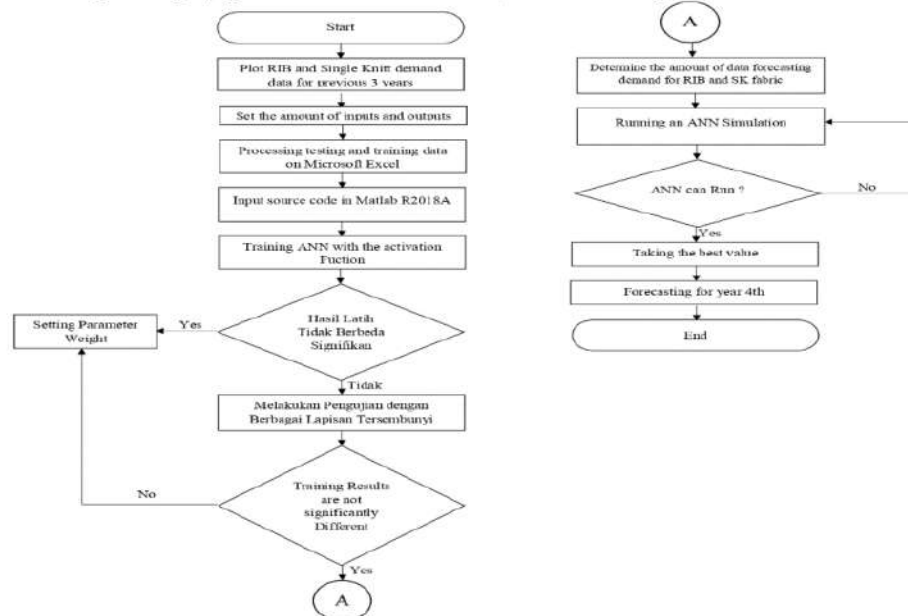 Start
Plot RIB and Single Knitt demand
data for previous 3 years
Set the amount of inputs and outputs
Processing testing and training data
on Microsoft Excel
Input source code in Matlab R2018A
Training ANN with the activation
Fuction
Hasil Latih
Tidak Berbeda
Signifikan
Yes
Setting Parameter
Weight
Tidak
Melakukan Pengujian dengan
Berbagai Lapisan Tersembunyi
Training Results
are not
significantly
Different
No
Yes
A
A
Determine the amount of data forecasting
demand for RIB and SK fabric
Running an ANN Simulation
ANN can Run ?
No
Yes
Taking the best value
Forecasting for year 4th
End